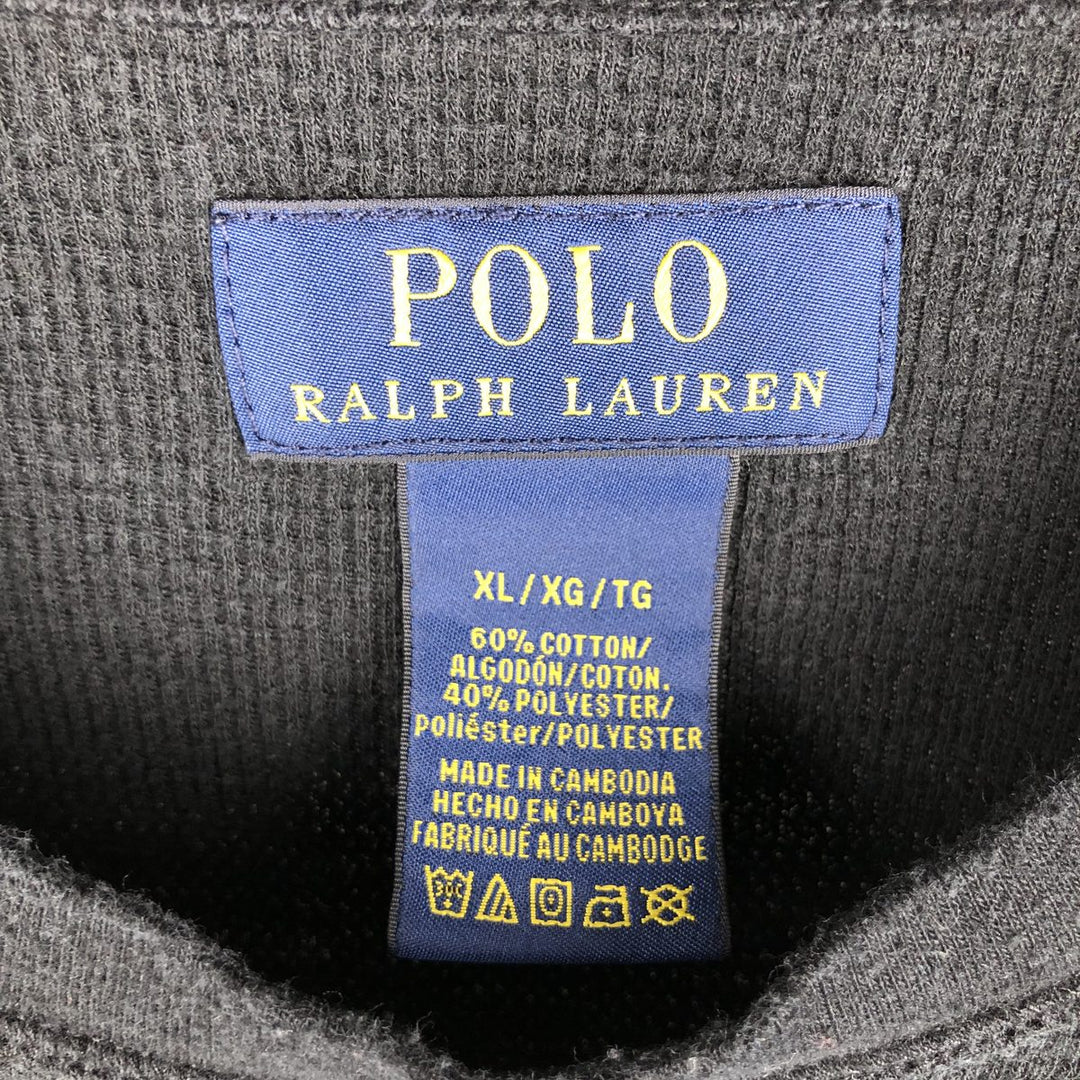 POLO
RALPH LAUREN
XL/XG/TG
60% COTTON/
ALGODÓN/COTON.
40% POLYESTER/
poliéster/POLYESTER
MADE IN CAMBODIA
HECHO EN CAMBOYA
FABRIQUÉ AU CAMBODGE
30C